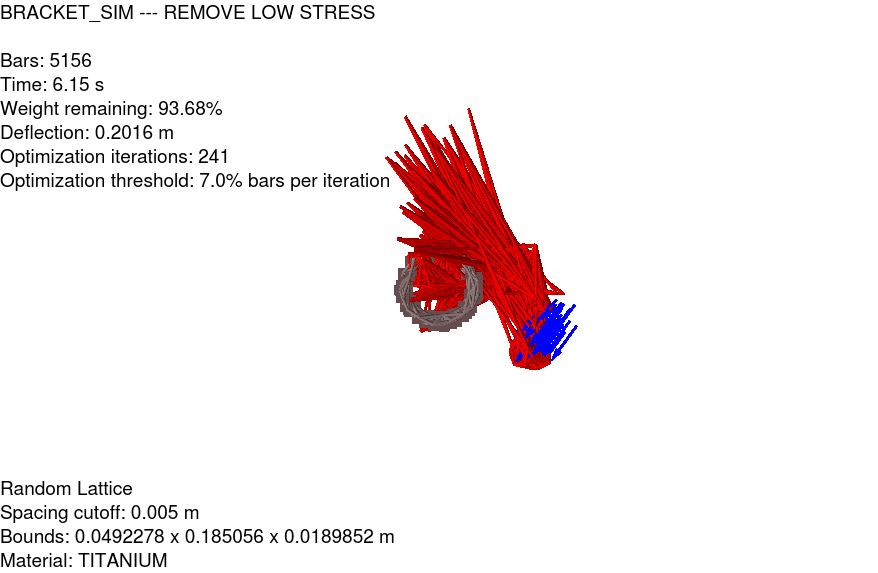 BRACKET_SIM --- REMOVE LOW STRESS
Bars: 5156
Time: 6.15 s
Weight remaining: 93.68%
Deflection: 0.2016 m
Optimization iterations: 241
Optimization threshold: 7.0% bars per iteration
Random Lattice
Spacing cutoff: 0.005 m
Bounds: 0.0492278 x 0.185056 x 0.0189852 m
Material: TITANIUM